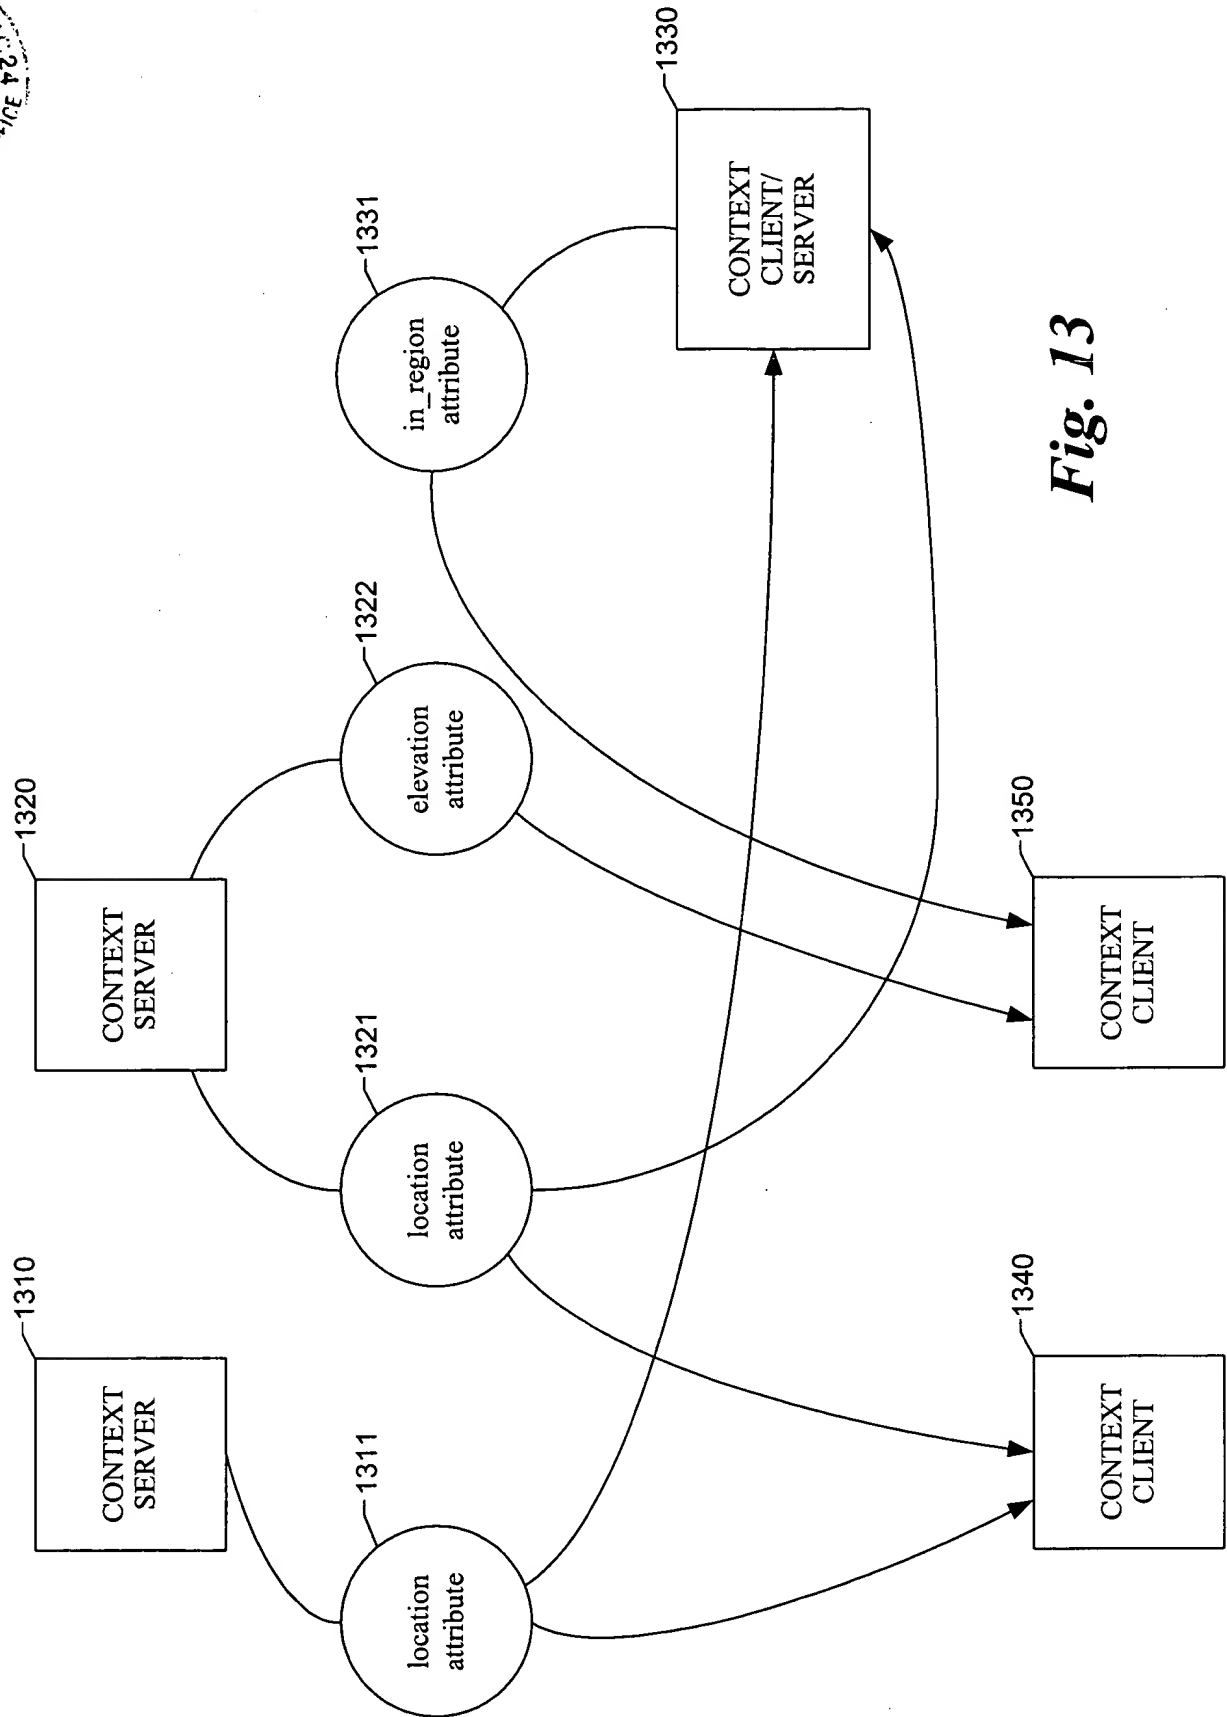 1310
CONTEXT
SERVER
1320
CONTEXT
SERVER
1311
location
attribute
1321
location
attribute
1322
elevation
attribute
1331
in_region
attribute
1330
CONTEXT
CLIENT/
SERVER
1340
CONTEXT
CLIENT
1350
CONTEXT
CLIENT
Fig. 13